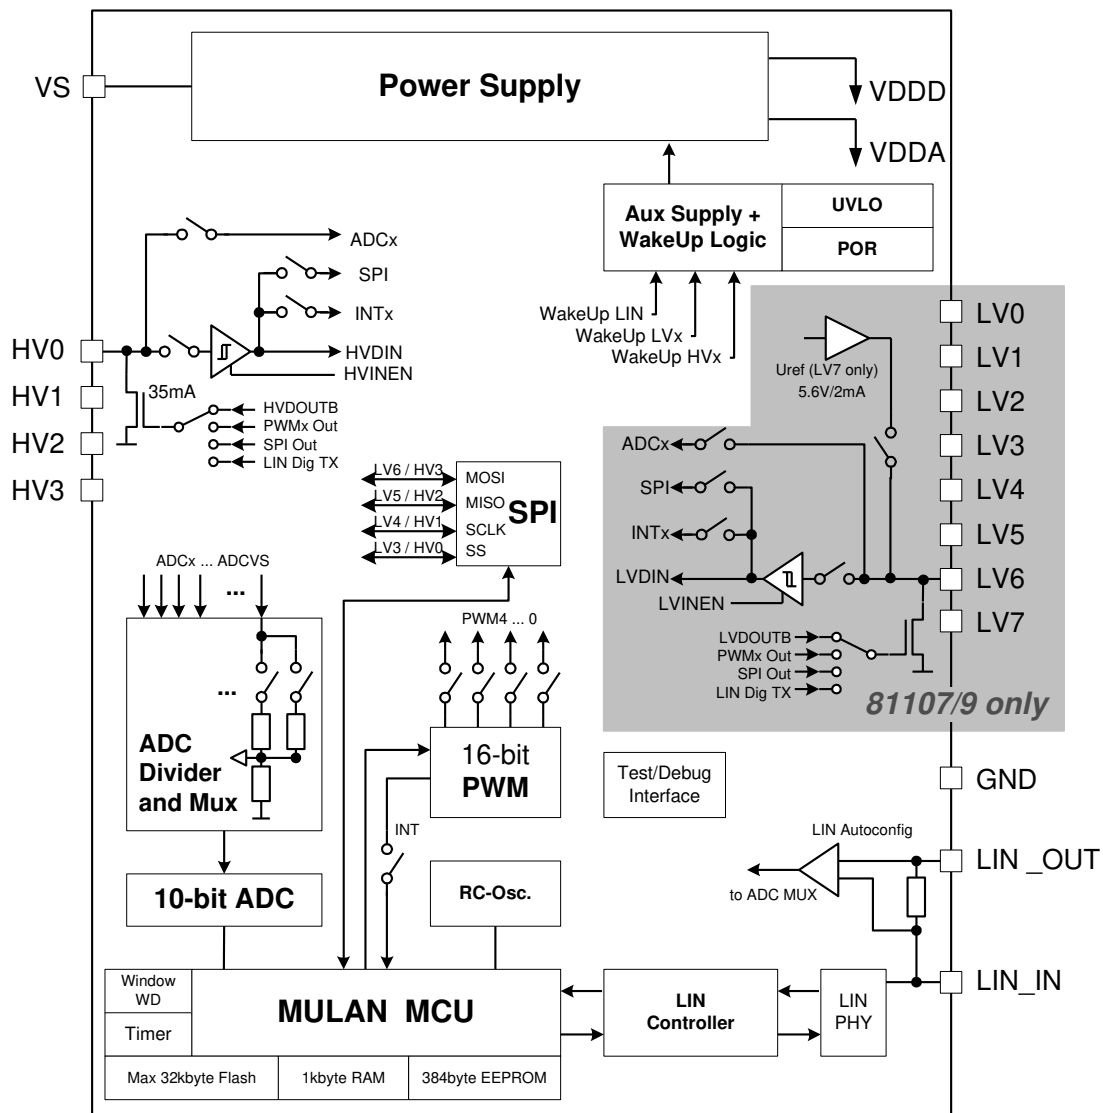 VS
Power Supply
VDDD
VDDA
Aux Supply +
WakeUp Logic
UVLO
POR
WakeUp LIN
WakeUp LVx
WakeUp HVx
ADCx
SPI
INTx
HVDIN
HVINEN
HV0
HV1
HV2
HV3
35mA
HVDOUTB
PWMx Out
SPI Out
LIN Dig TX
LV0
LV1
LV2
LV3
LV4
LV5
LV6
LV7
Uref (LV7 only)
5.6V/2mA
ADCx
SPI
INTx
LVDIN
LVINEN
LVDOUTB
PWMx Out
SPI Out
LIN Dig TX
81107/9 only
LV6 / HV3
LV5 / HV2
LV4 / HV1
LV3 / HV0
MOSI
MISO
SCLK
SS
SPI
ADCx ... ADCVS
...
...
ADC
Divider
and Mux
PWM4 ... 0
16-bit
PWM
INT
Test/Debug
Interface
GND
LIN Autoconfig
LIN _OUT
to ADC MUX
LIN_IN
10-bit ADC
RC-Osc.
Window
WD
Timer
MULAN MCU
LIN
Controller
LIN
PHY
Max 32kbyte Flash
1kbyte RAM
384byte EEPROM